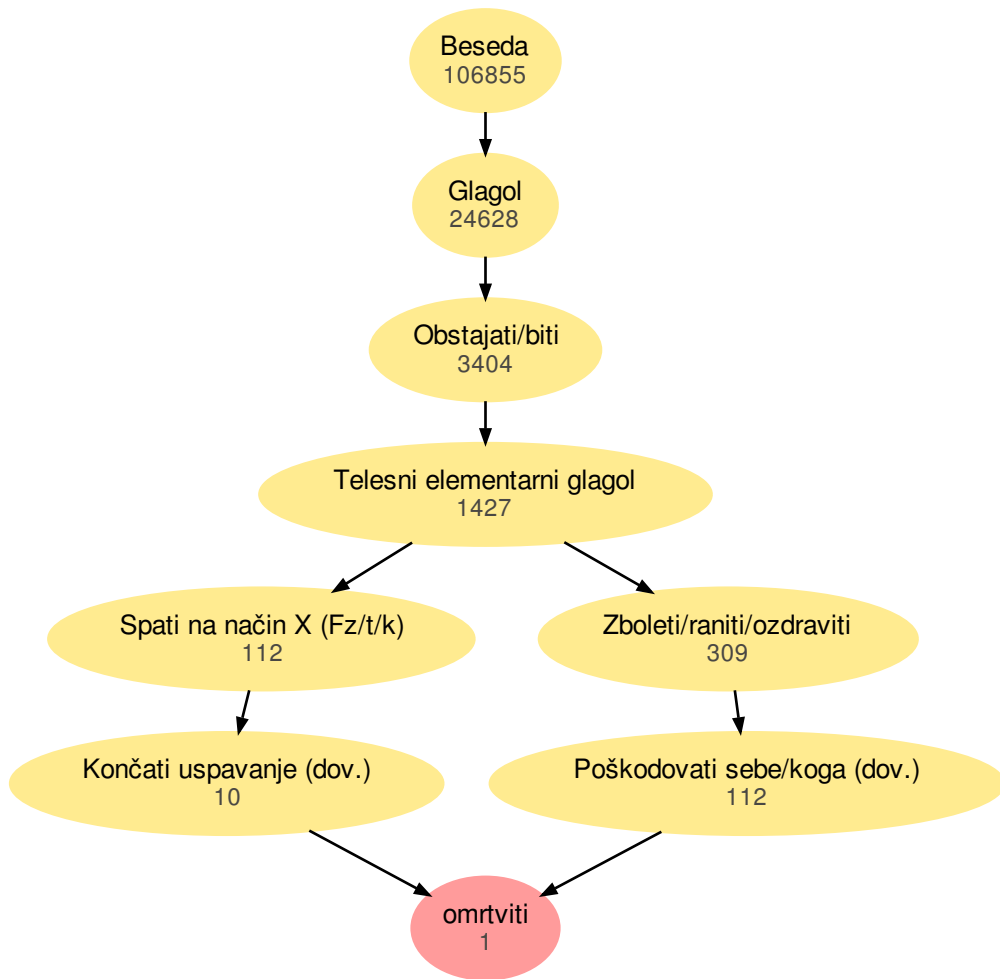 Beseda
106855
Glagol
24628
Obstajati/biti
3404
Telesni elementarni glagol
1427
Spati na način X (Fz/t/k)
112
Zboleti/raniti/ozdraviti
309
Končati uspavanje (dov.)
10
Poškodovati sebe/koga (dov.)
112
omrtviti
1